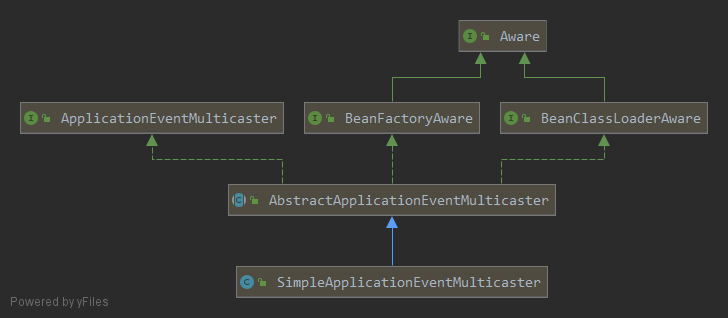 I Aware
I ApplicationEventMulticaster
I BeanFactoryAware
I BeanClassLoaderAware
C AbstractApplicationEventMulticaster
C SimpleApplicationEventMulticaster
Powered by yFiles